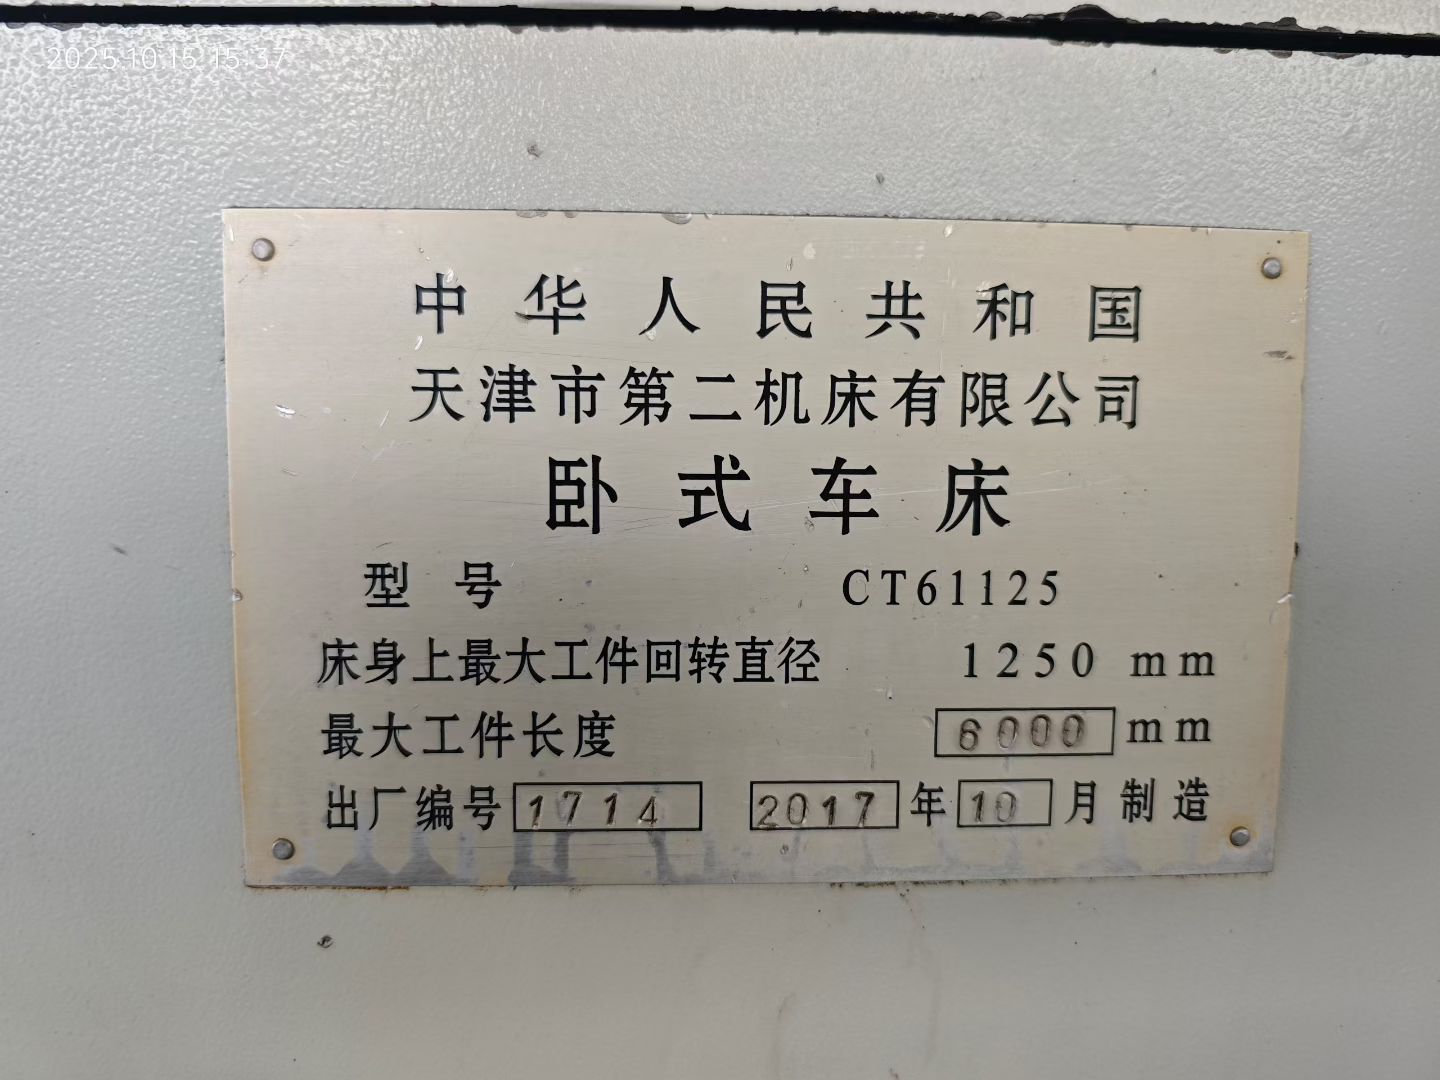 2025.10.15 15:37
中华人民共和国
天津市第二机床有限公司
卧式车床
型号 CT61125
床身上最大工件回转直径 1250 mm
最大工件长度 6000 mm
出厂编号 1714 2017 年 10 月制造